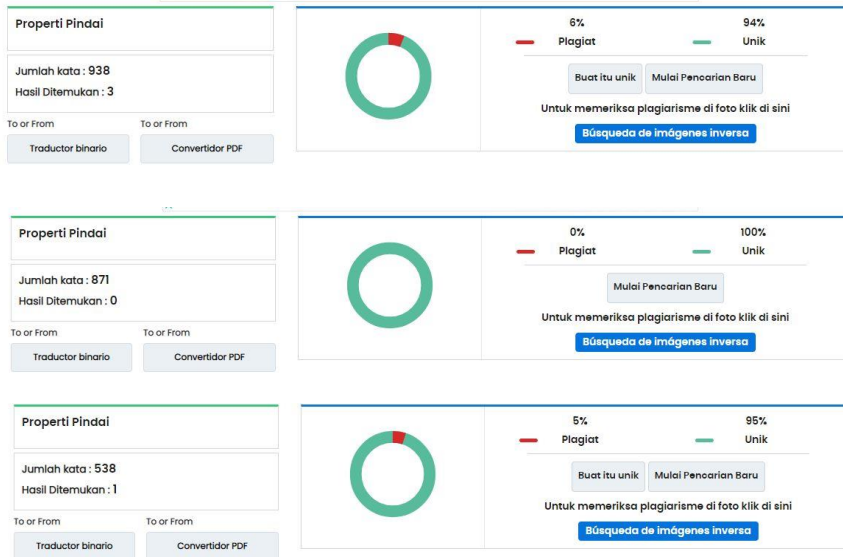 Properti Pindai
Jumlah kata : 938
Hasil Ditemukan : 3
To or From To or From
Traductor binario Convertidor PDF
6% 94%
Plagiat Unik
Buat itu unik Mulai Pencarian Baru
Untuk memeriksa plagiarisme di foto klik di sini
Búsqueda de imágenes inversa
Properti Pindai
Jumlah kata : 871
Hasil Ditemukan : 0
To or From To or From
Traductor binario Convertidor PDF
0% 100%
Plagiat Unik
Mulai Pencarian Baru
Untuk memeriksa plagiarisme di foto klik di sini
Búsqueda de imágenes inversa
Properti Pindai
Jumlah kata : 538
Hasil Ditemukan : 1
To or From To or From
Traductor binario Convertidor PDF
5% 95%
Plagiat Unik
Buat itu unik Mulai Pencarian Baru
Untuk memeriksa plagiarisme di foto klik di sini
Búsqueda de imágenes inversa